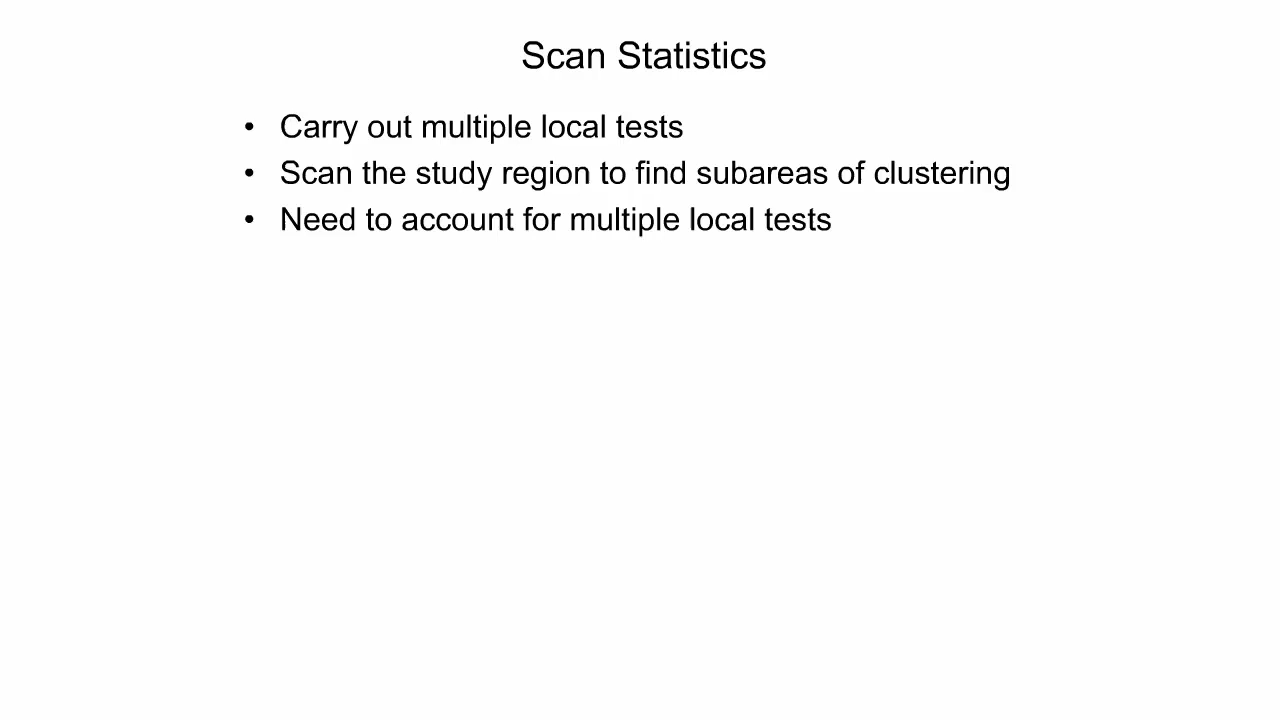 Scan Statistics
• Carry out multiple local tests
• Scan the study region to find subareas of clustering
• Need to account for multiple local tests